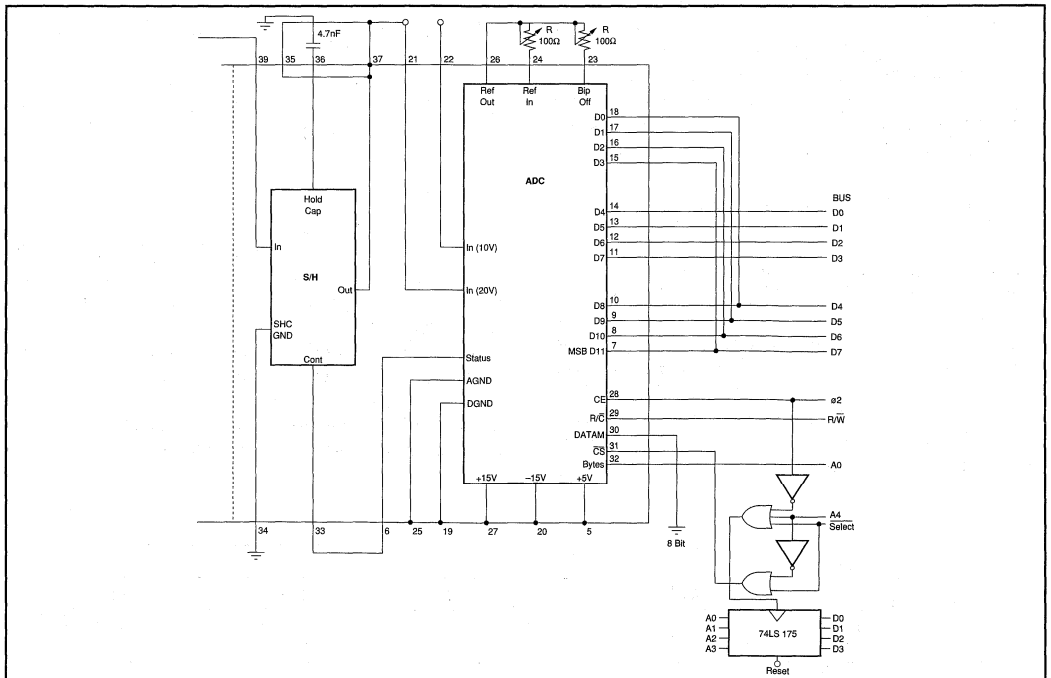 4.7nF
R
100Ω
R
100Ω
39 35 36 37 21 22 26 24 23
Ref
Out
Ref
In
Bip
Off
D0 18
D1 17
D2 16
D3 15
ADC
Hold
Cap
In
S/H
Out
SHC
GND
Cont
In (10V)
In (20V)
Status
AGND
DGND
BUS
D4 14 D0
D5 13 D1
D6 12 D2
D7 11 D3
D8 10 D4
D9 9 D5
D10 8 D6
MSB D11 7 D7
CE 28 ø2
R/C̅ 29 R/W̅
DATAM 30
C̅S̅ 31
Bytes 32 A0
+15V –15V +5V
34 33 6 25 19 27 20 5
8 Bit
A4
S̅e̅l̅e̅c̅t̅
A0 D0
A1 D1
A2 D2
A3 D3
74LS 175
Reset